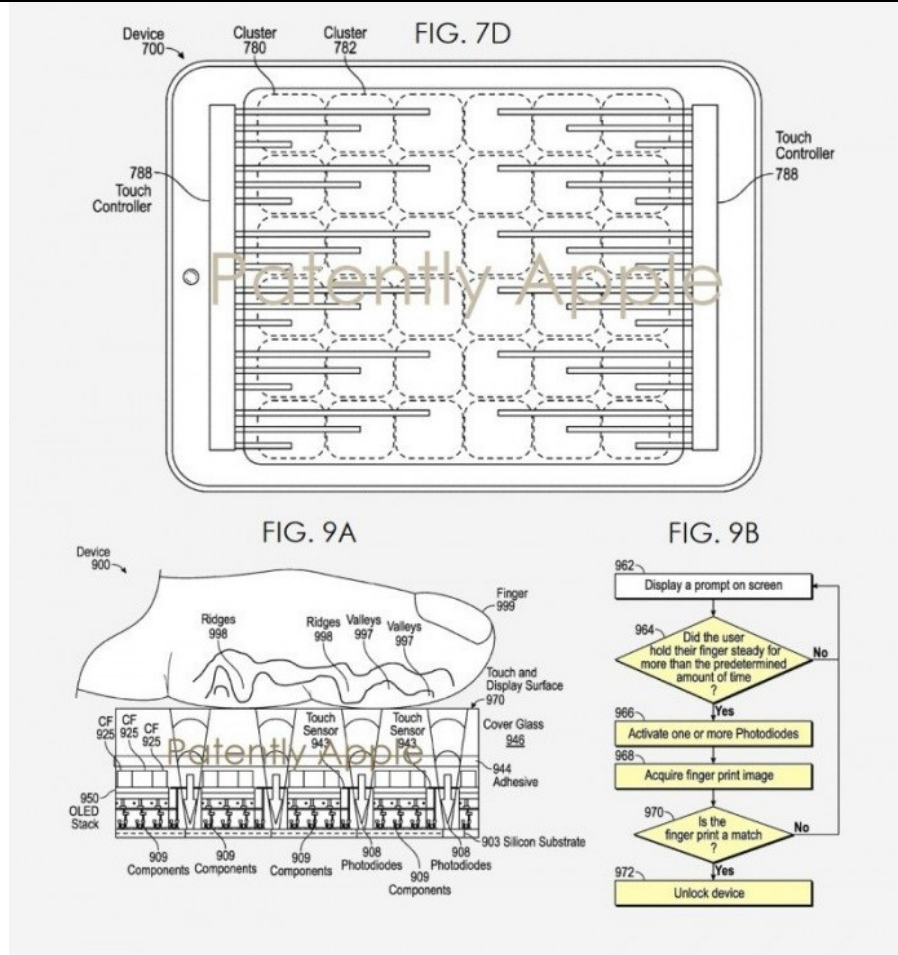 FIG. 7D
Device
700
Cluster
780
Cluster
782
788
Touch
Controller
Touch
Controller
788
Patently Apple
FIG. 9A
Device
900
Finger
999
Ridges
998
Ridges
998
Valleys
997
Valleys
997
Touch and
Display Surface
970
CF
925
CF
925
CF
925
Touch
Sensor
943
Touch
Sensor
943
Cover Glass
946
Patently Apple
944
Adhesive
950
OLED
Stack
903 Silicon Substrate
909
Components
909
Components
909
Components
908
Photodiodes
909
Components
908
Photodiodes
FIG. 9B
962
Display a prompt on screen
964
Did the user
hold their finger steady for
more than the predetermined
amount of time
?
No
Yes
966
Activate one or more Photodiodes
968
Acquire finger print image
970
Is the
finger print a match
?
No
Yes
972
Unlock device